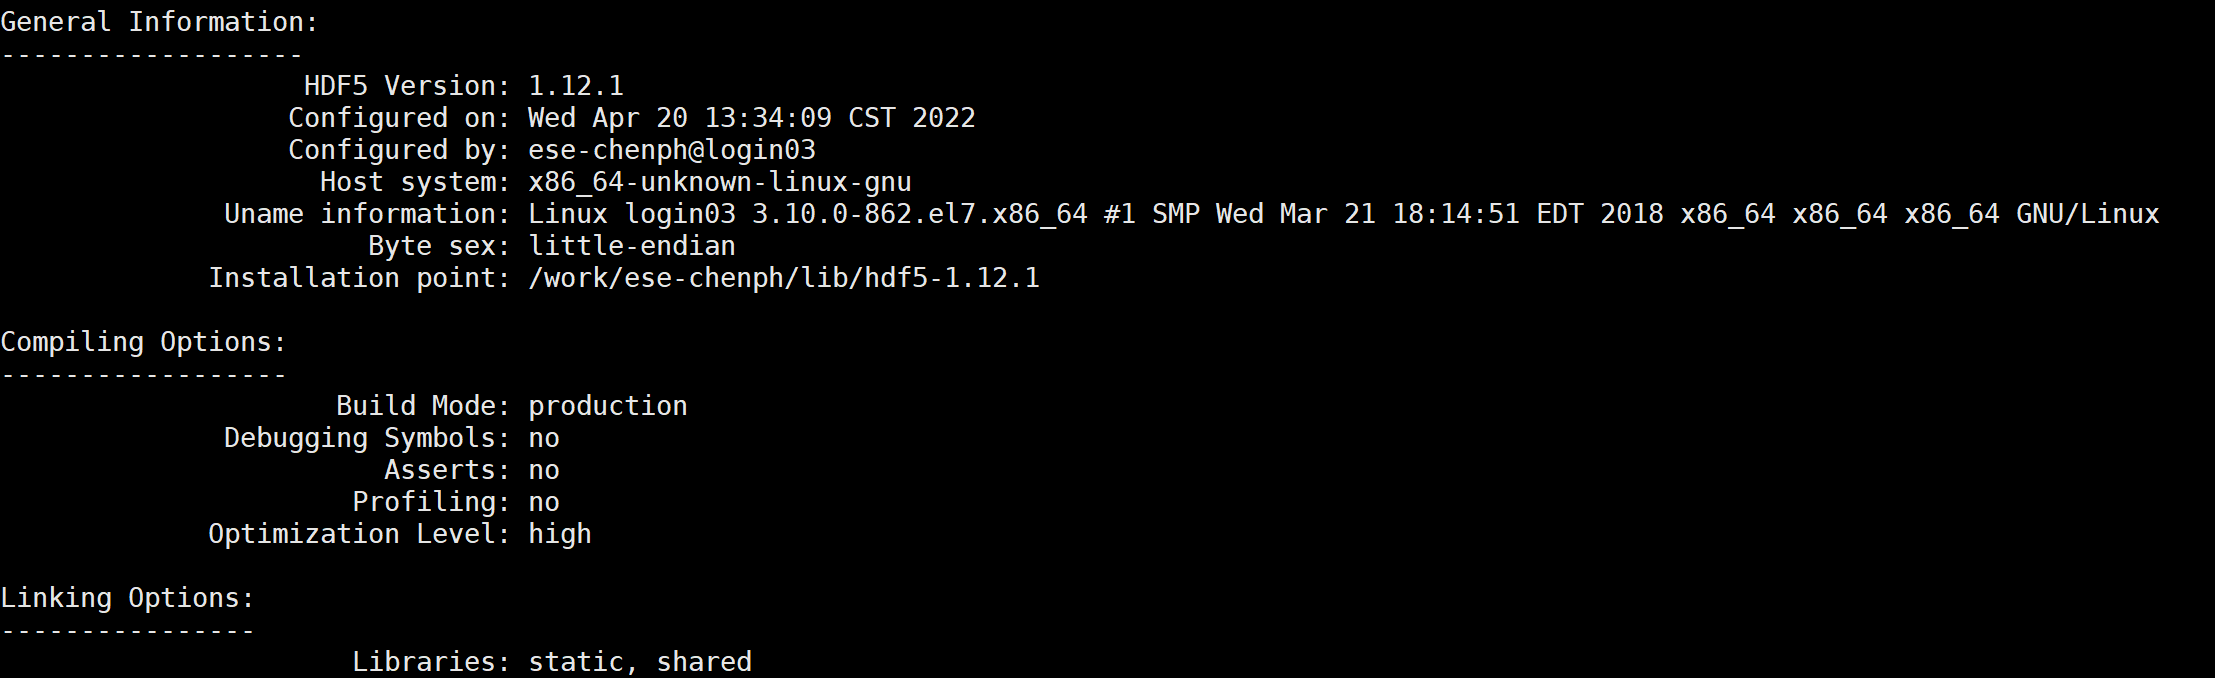 General Information:
-------------------
HDF5 Version: 1.12.1
Configured on: Wed Apr 20 13:34:09 CST 2022
Configured by: ese-chenph@login03
Host system: x86_64-unknown-linux-gnu
Uname information: Linux login03 3.10.0-862.el7.x86_64 #1 SMP Wed Mar 21 18:14:51 EDT 2018 x86_64 x86_64 x86_64 GNU/Linux
Byte sex: little-endian
Installation point: /work/ese-chenph/lib/hdf5-1.12.1
Compiling Options:
------------------
Build Mode: production
Debugging Symbols: no
Asserts: no
Profiling: no
Optimization Level: high
Linking Options:
----------------
Libraries: static, shared